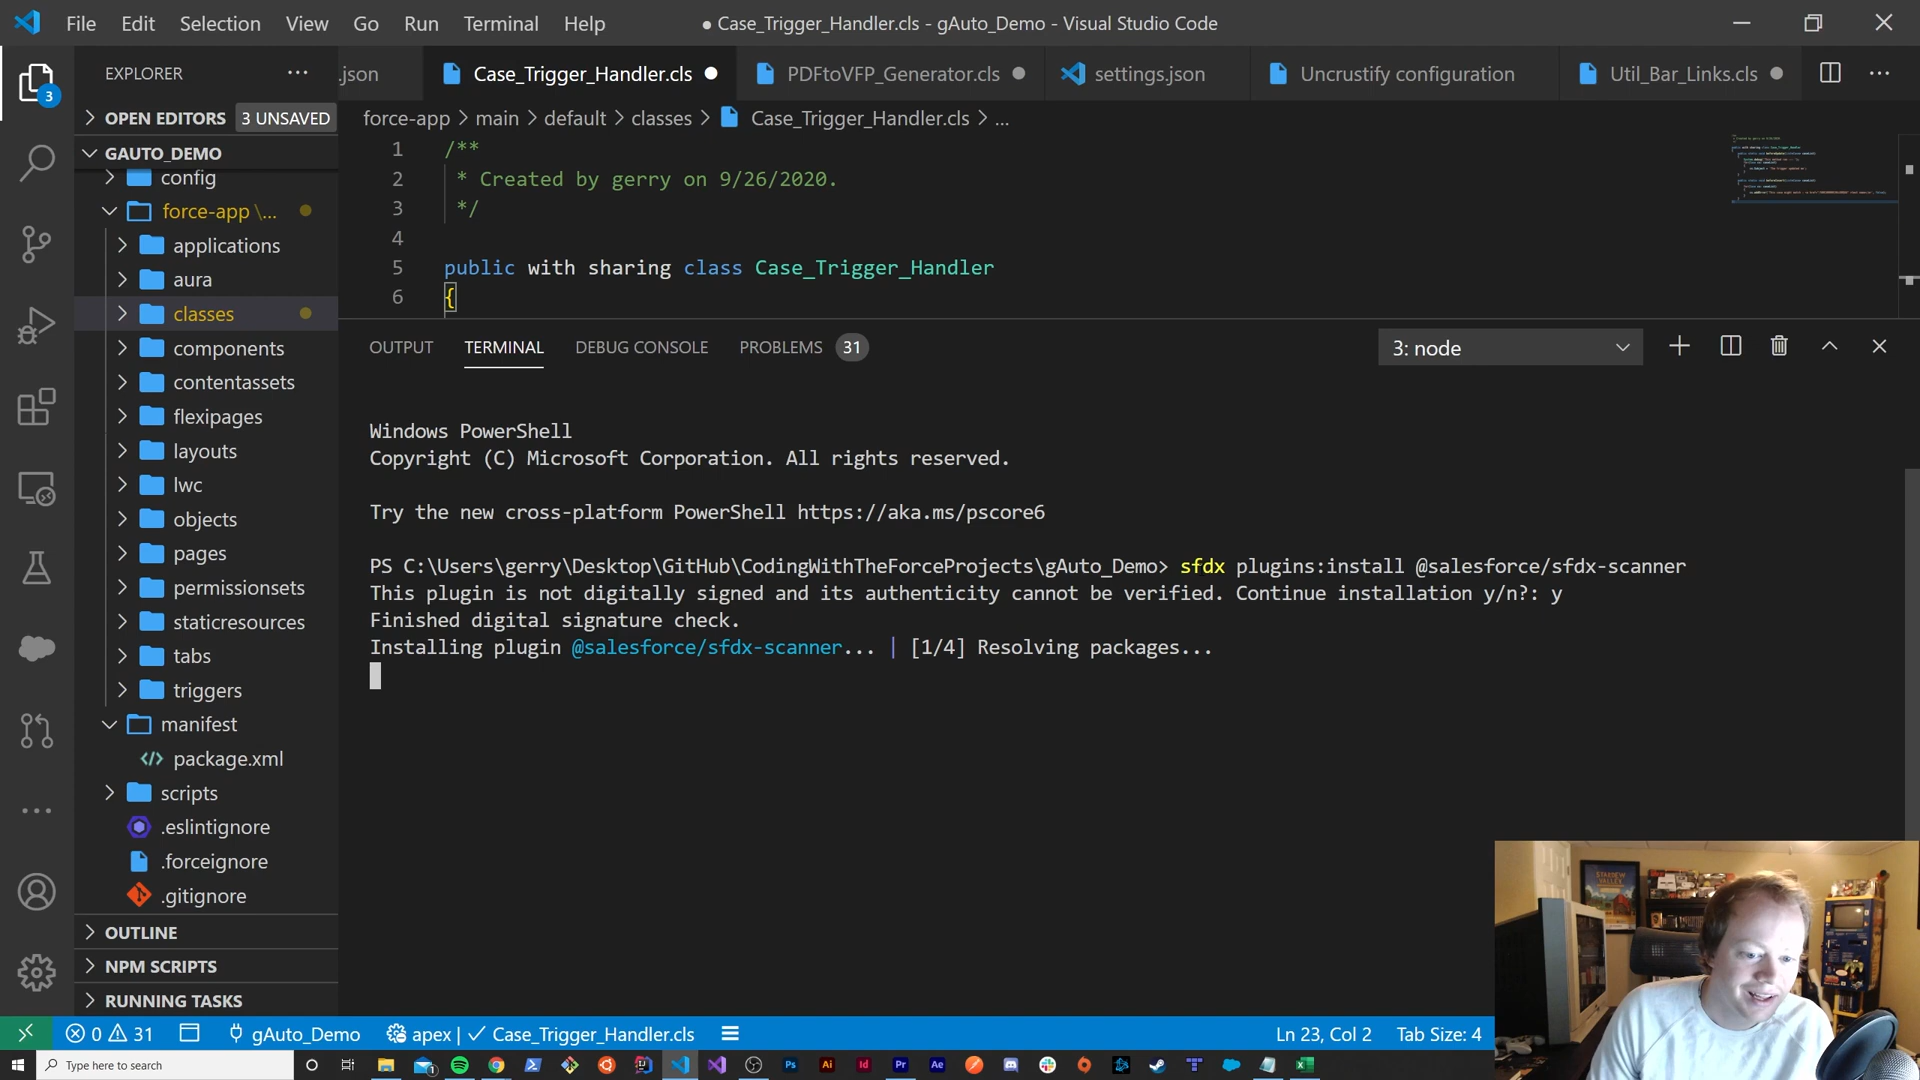 File Edit Selection View Go Run Terminal Help
● Case_Trigger_Handler.cls - gAuto_Demo - Visual Studio Code
EXPLORER ...
.json
Case_Trigger_Handler.cls
PDFtoVFP_Generator.cls
settings.json
Uncrustify configuration
Util_Bar_Links.cls
3
OPEN EDITORS 3 UNSAVED
GAUTO_DEMO
config
force-app \...
applications
aura
classes
components
contentassets
flexipages
layouts
lwc
objects
pages
permissionsets
staticresources
tabs
triggers
manifest
package.xml
scripts
.eslintignore
.forceignore
.gitignore
OUTLINE
NPM SCRIPTS
RUNNING TASKS
force-app > main > default > classes > Case_Trigger_Handler.cls > ...
1 /**
2 * Created by gerry on 9/26/2020.
3 */
4
5 public with sharing class Case_Trigger_Handler
6 {
OUTPUT TERMINAL DEBUG CONSOLE PROBLEMS 31
3: node
Windows PowerShell
Copyright (C) Microsoft Corporation. All rights reserved.
Try the new cross-platform PowerShell https://aka.ms/pscore6
PS C:\Users\gerry\Desktop\GitHub\CodingWithTheForceProjects\gAuto_Demo> sfdx plugins:install @salesforce/sfdx-scanner
This plugin is not digitally signed and its authenticity cannot be verified. Continue installation y/n?: y
Finished digital signature check.
Installing plugin @salesforce/sfdx-scanner... | [1/4] Resolving packages...
0 31 gAuto_Demo apex | Case_Trigger_Handler.cls
Ln 23, Col 2 Tab Size: 4
Type here to search